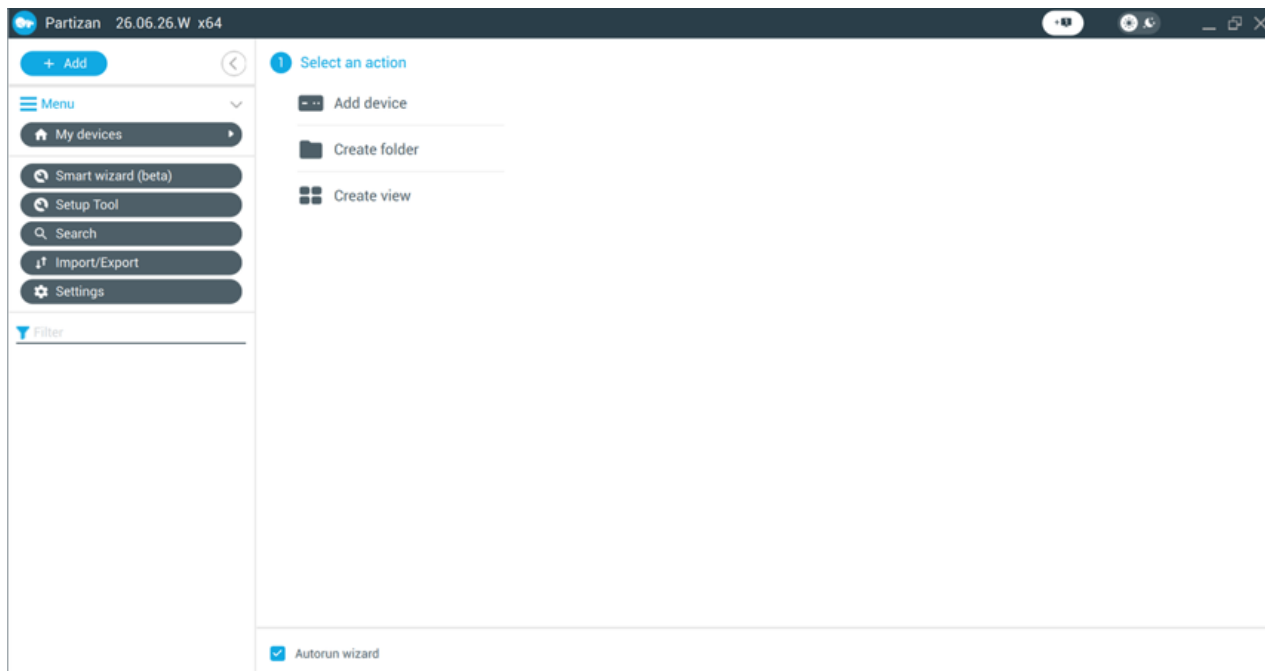 Partizan 26.06.26.W x64
+ Add
Menu
My devices
Smart wizard (beta)
Setup Tool
Search
Import/Export
Settings
Filter
1 Select an action
Add device
Create folder
Create view
Autorun wizard